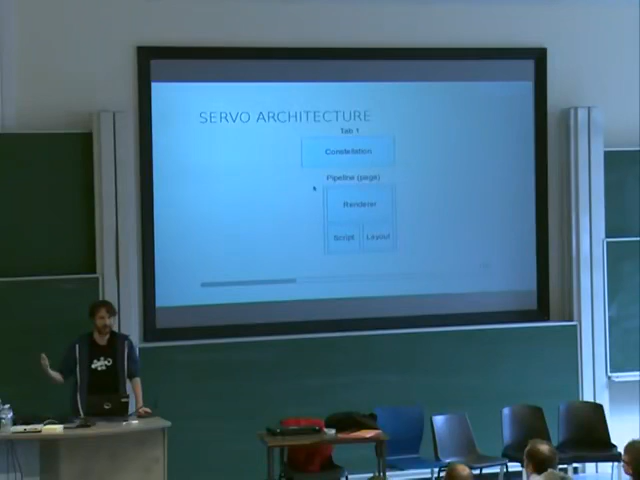 SERVO ARCHITECTURE
Tab 1
Constellation
Pipeline (page)
Renderer
Script Layout